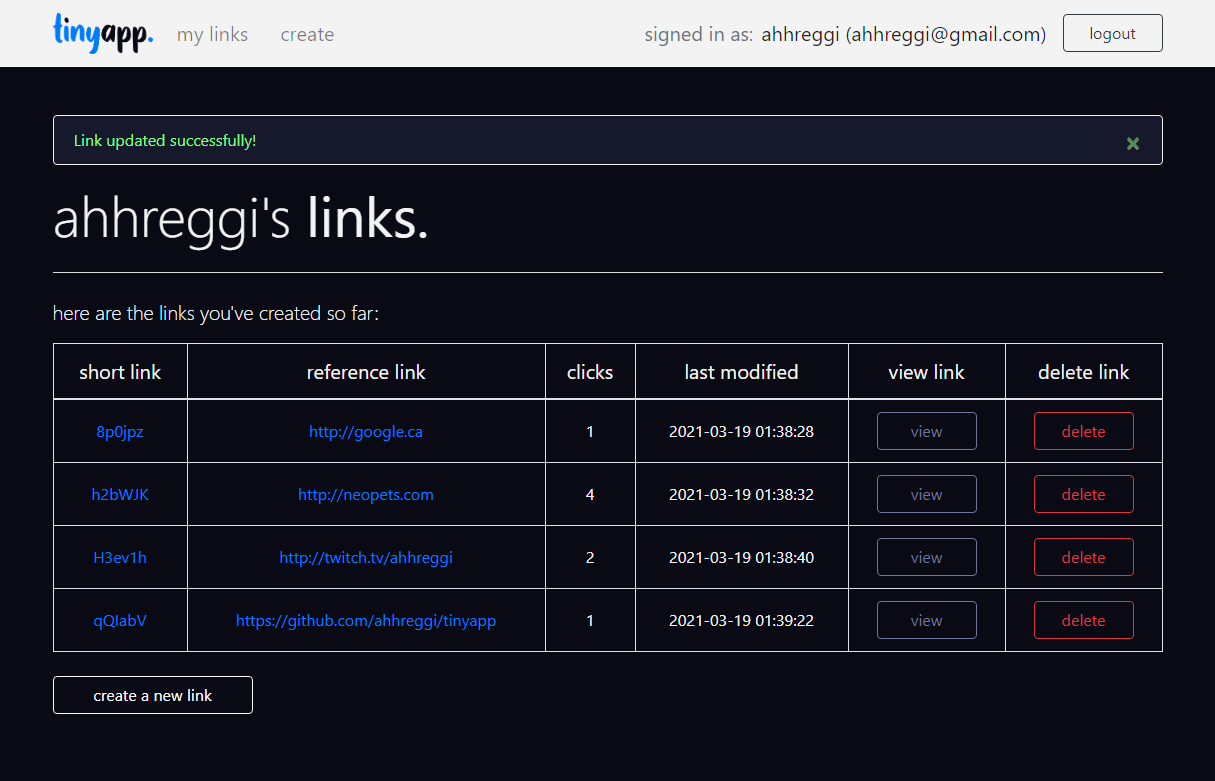 tinyapp. my links create signed in as: ahhreggi (ahhreggi@gmail.com) logout
Link updated successfully! ×
ahhreggi's links.
here are the links you've created so far:
short link reference link clicks last modified view link delete link
8p0jpz http://google.ca 1 2021-03-19 01:38:28 view delete
h2bWJK http://neopets.com 4 2021-03-19 01:38:32 view delete
H3ev1h http://twitch.tv/ahhreggi 2 2021-03-19 01:38:40 view delete
qQIabV https://github.com/ahhreggi/tinyapp 1 2021-03-19 01:39:22 view delete
create a new link